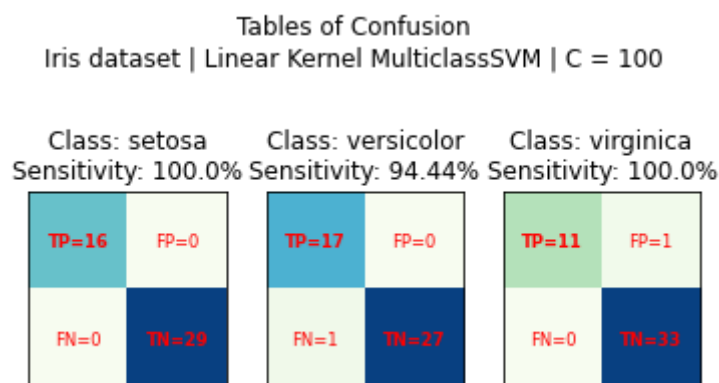 Tables of Confusion
Iris dataset | Linear Kernel MulticlassSVM | C = 100
Class: setosa
Sensitivity: 100.0%
TP=16 FP=0
FN=0 TN=29
Class: versicolor
Sensitivity: 94.44%
TP=17 FP=0
FN=1 TN=27
Class: virginica
Sensitivity: 100.0%
TP=11 FP=1
FN=0 TN=33